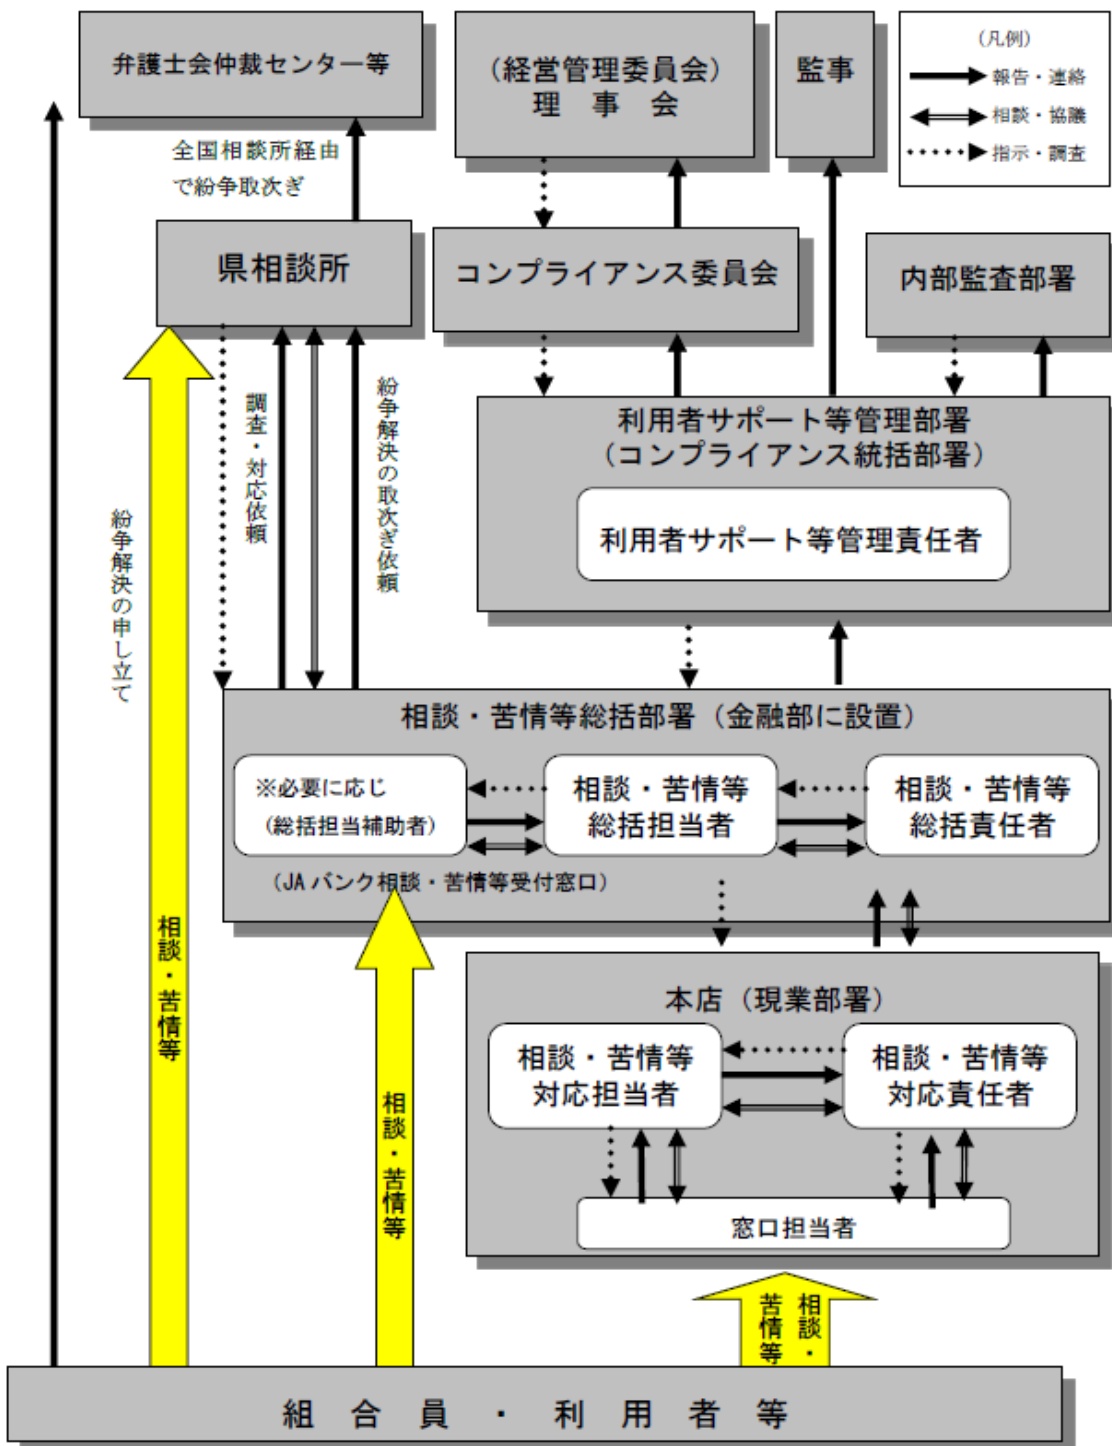 弁護士会仲裁センター等
(経営管理委員会)
理事会
監事
(凡例)
報告・連絡
相談・協議
指示・調査
全国相談所経由
で紛争取次ぎ
県相談所
コンプライアンス委員会
内部監査部署
紛争解決の申し立て
調査・対応依頼
紛争解決の取次ぎ依頼
利用者サポート等管理部署
(コンプライアンス統括部署)
利用者サポート等管理責任者
相談・苦情等総括部署(金融部に設置)
※必要に応じ
(総括担当補助者)
相談・苦情等
総括担当者
相談・苦情等
総括責任者
(JAバンク相談・苦情等受付窓口)
相談・苦情等
相談・苦情等
本店(現業部署)
相談・苦情等
対応担当者
相談・苦情等
対応責任者
窓口担当者
相談・
苦情等
組合員・利用者等